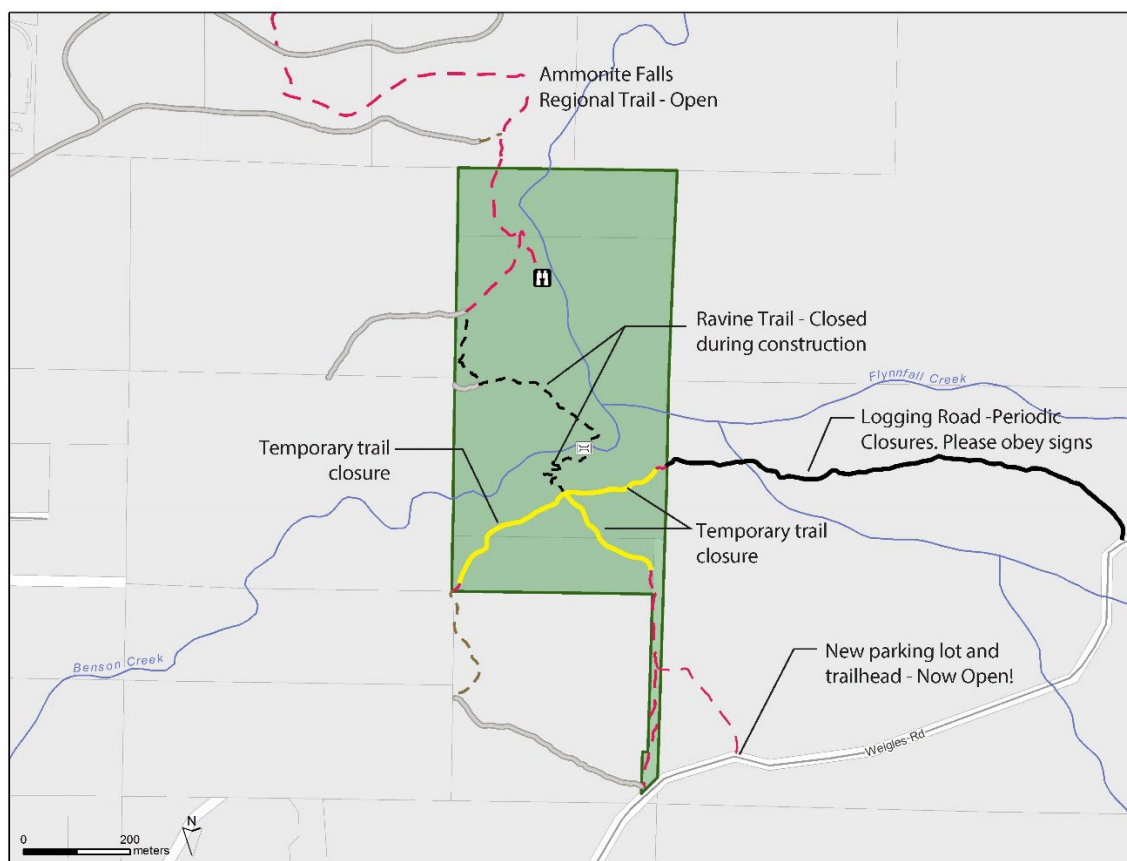 Ammonite Falls
Regional Trail - Open
Ravine Trail - Closed
during construction
Flynnfall Creek
Logging Road -Periodic
Closures. Please obey signs
Temporary trail
closure
Temporary trail
closure
Benson Creek
New parking lot and
trailhead - Now Open!
Weigles Rd
0 200
meters
N